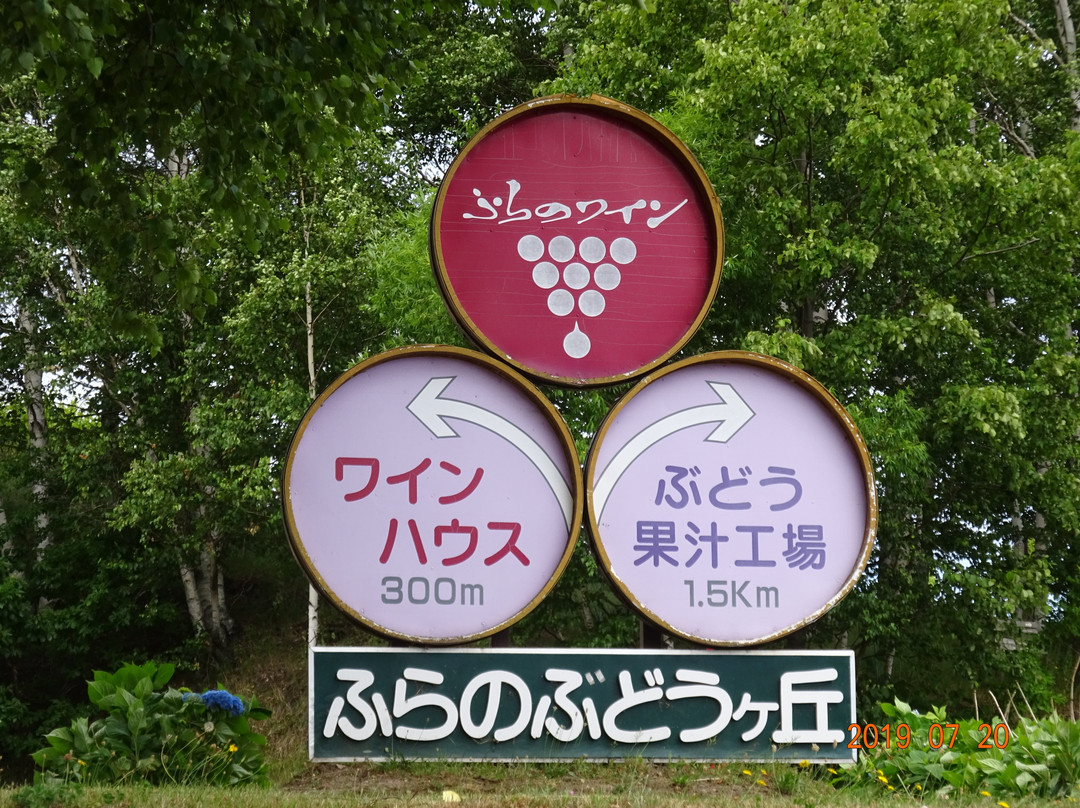 ふらのワイン
ワイン
ハウス
300m
ぶどう
果汁工場
1.5Km
ふらのぶどうヶ丘
2019 07 20